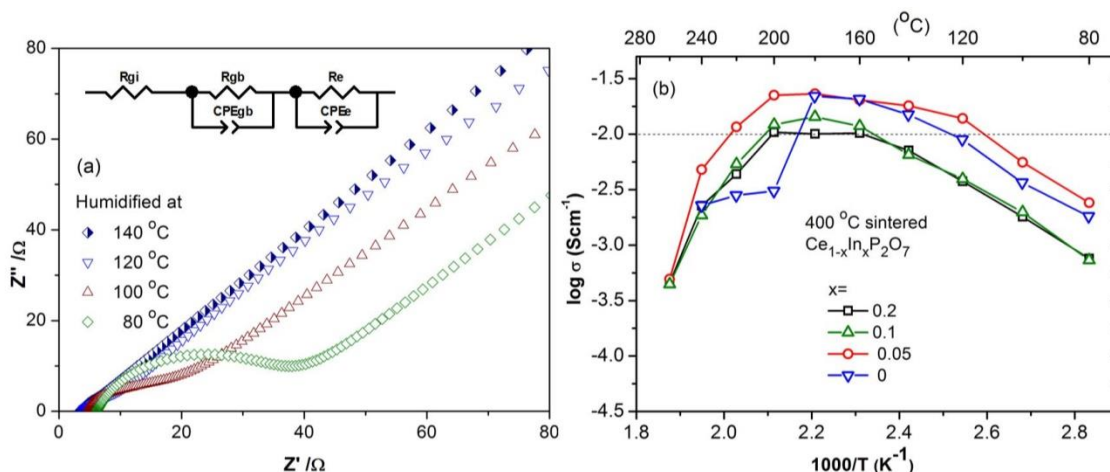 (a)
Rgi
Rgb
CPEgb
Re
CPEe
Humidified at
140 °C
120 °C
100 °C
80 °C
Z''/Ω
80
60
40
20
0
0 20 40 60 80
Z' /Ω
(°C)
280 240 200 160 120 80
(b)
log σ (Scm⁻¹)
-1.5
-2.0
-2.5
-3.0
-3.5
-4.0
-4.5
400 °C sintered
Ce₁₋ₓInₓP₂O₇
x=
0.2
0.1
0.05
0
1.8 2.0 2.2 2.4 2.6 2.8
1000/T (K⁻¹)